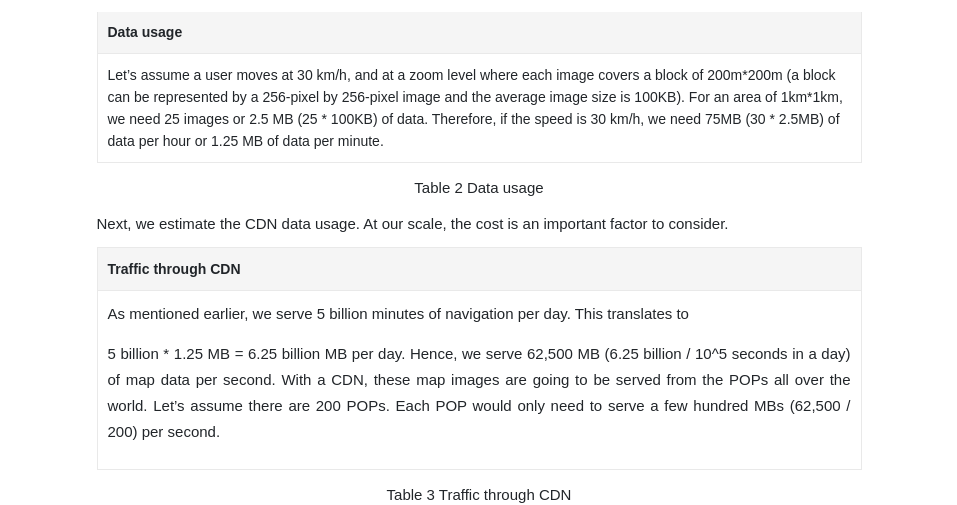 Data usage
Let’s assume a user moves at 30 km/h, and at a zoom level where each image covers a block of 200m*200m (a block
can be represented by a 256-pixel by 256-pixel image and the average image size is 100KB). For an area of 1km*1km,
we need 25 images or 2.5 MB (25 * 100KB) of data. Therefore, if the speed is 30 km/h, we need 75MB (30 * 2.5MB) of
data per hour or 1.25 MB of data per minute.
Table 2 Data usage
Next, we estimate the CDN data usage. At our scale, the cost is an important factor to consider.
Traffic through CDN
As mentioned earlier, we serve 5 billion minutes of navigation per day. This translates to
5 billion * 1.25 MB = 6.25 billion MB per day. Hence, we serve 62,500 MB (6.25 billion / 10^5 seconds in a day)
of map data per second. With a CDN, these map images are going to be served from the POPs all over the
world. Let’s assume there are 200 POPs. Each POP would only need to serve a few hundred MBs (62,500 /
200) per second.
Table 3 Traffic through CDN